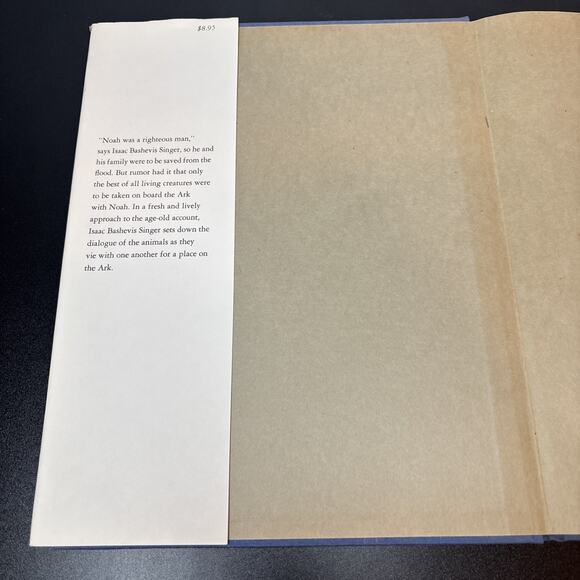 $8.95
"Noah was a righteous man,"
says Isaac Bashevis Singer, so he and
his family were to be saved from the
flood. But rumor had it that only
the best of all living creatures were
to be taken on board the Ark
with Noah. In a fresh and lively
approach to the age-old account,
Isaac Bashevis Singer sets down the
dialogue of the animals as they
vie with one another for a place on
the Ark.